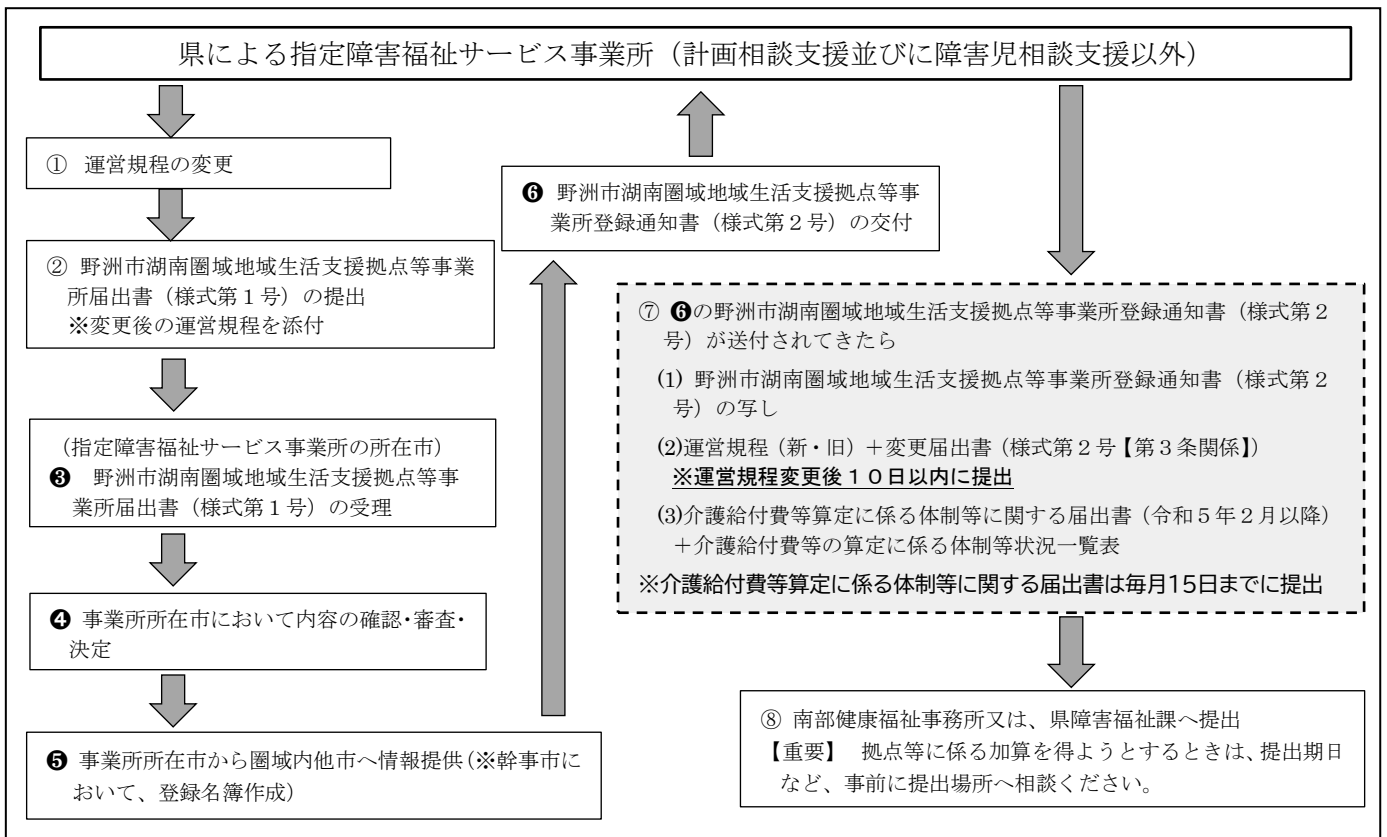 県による指定障害福祉サービス事業所（計画相談支援並びに障害児相談支援以外）
① 運営規程の変更
② 野洲市湖南圏域地域生活支援拠点等事業
所届出書（様式第１号）の提出
※変更後の運営規程を添付
（指定障害福祉サービス事業所の所在市）
❸ 野洲市湖南圏域地域生活支援拠点等事
業所届出書（様式第１号）の受理
❹ 事業所所在市において内容の確認・審査・
決定
❺ 事業所所在市から圏域内他市へ情報提供（※幹事市に
おいて、登録名簿作成）
❻ 野洲市湖南圏域地域生活支援拠点等事
業所登録通知書（様式第２号）の交付
⑦ ❻の野洲市湖南圏域地域生活支援拠点等事業所登録通知書（様式第２
号）が送付されてきたら
(1) 野洲市湖南圏域地域生活支援拠点等事業所登録通知書（様式第２
号）の写し
(2)運営規程（新・旧）＋変更届出書（様式第２号【第３条関係】）
※運営規程変更後１０日以内に提出
(3)介護給付費等算定に係る体制等に関する届出書（令和５年２月以降）
＋介護給付費等の算定に係る体制等状況一覧表
※介護給付費等算定に係る体制等に関する届出書は毎月15日までに提出
⑧ 南部健康福祉事務所又は、県障害福祉課へ提出
【重要】 拠点等に係る加算を得ようとするときは、提出期日
など、事前に提出場所へ相談ください。